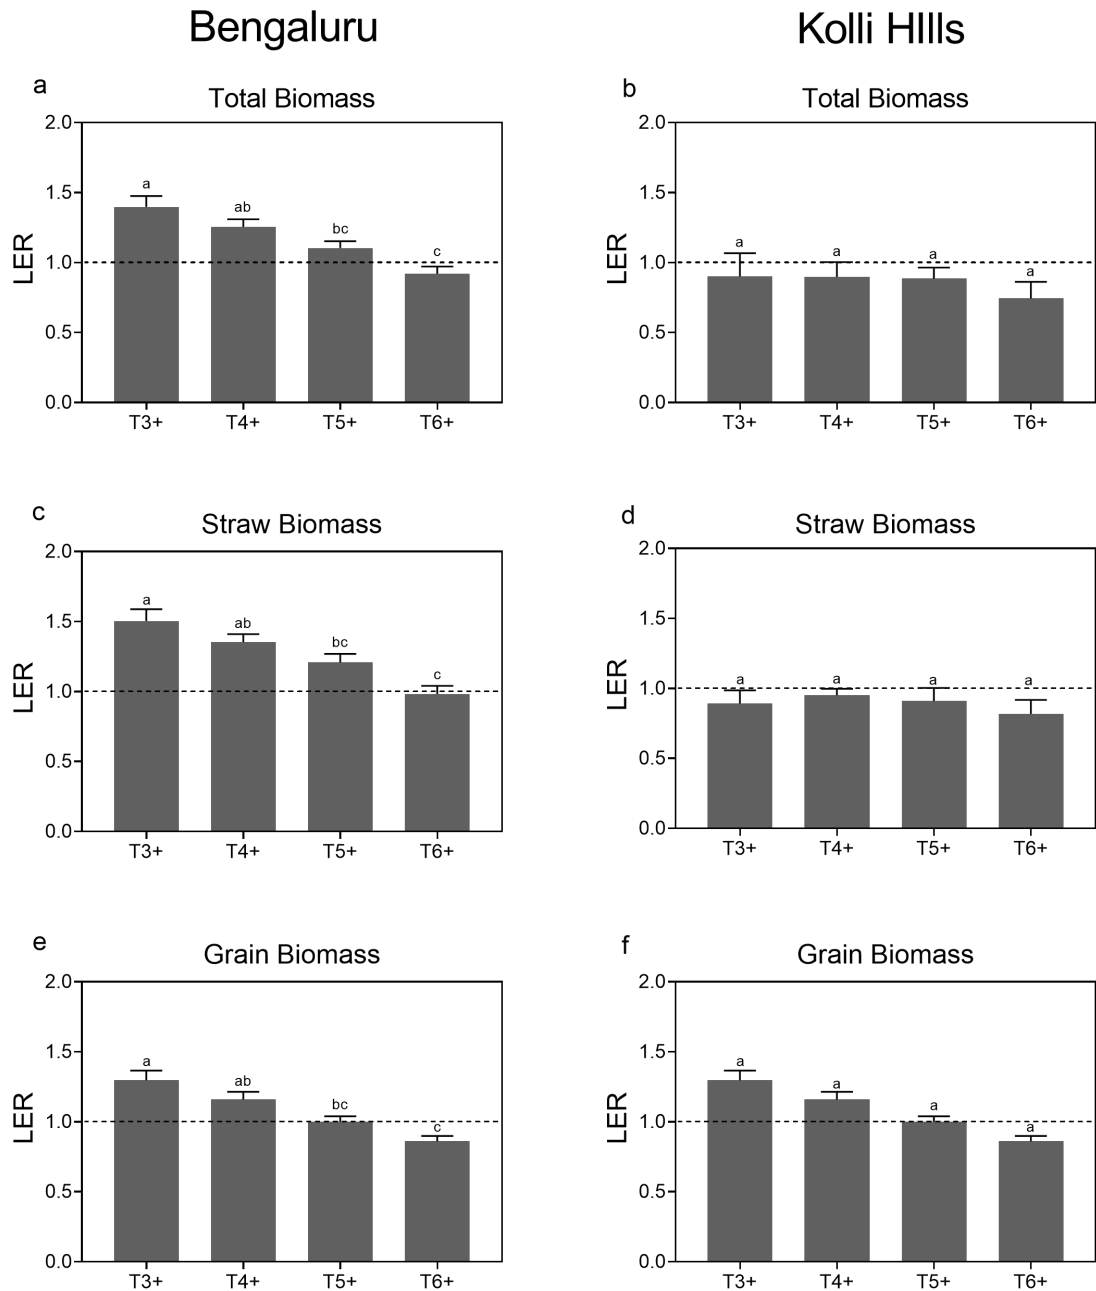 Bengaluru
Kolli HIlls
a
Total Biomass
2.0
1.5
1.0
0.5
0.0
LER
a
ab
bc
c
T3+ T4+ T5+ T6+
b
Total Biomass
2.0
1.5
1.0
0.5
0.0
LER
a
a
a
a
T3+ T4+ T5+ T6+
c
Straw Biomass
2.0
1.5
1.0
0.5
0.0
LER
a
ab
bc
c
T3+ T4+ T5+ T6+
d
Straw Biomass
2.0
1.5
1.0
0.5
0.0
LER
a
a
a
a
T3+ T4+ T5+ T6+
e
Grain Biomass
2.0
1.5
1.0
0.5
0.0
LER
a
ab
bc
c
T3+ T4+ T5+ T6+
f
Grain Biomass
2.0
1.5
1.0
0.5
0.0
LER
a
a
a
a
T3+ T4+ T5+ T6+